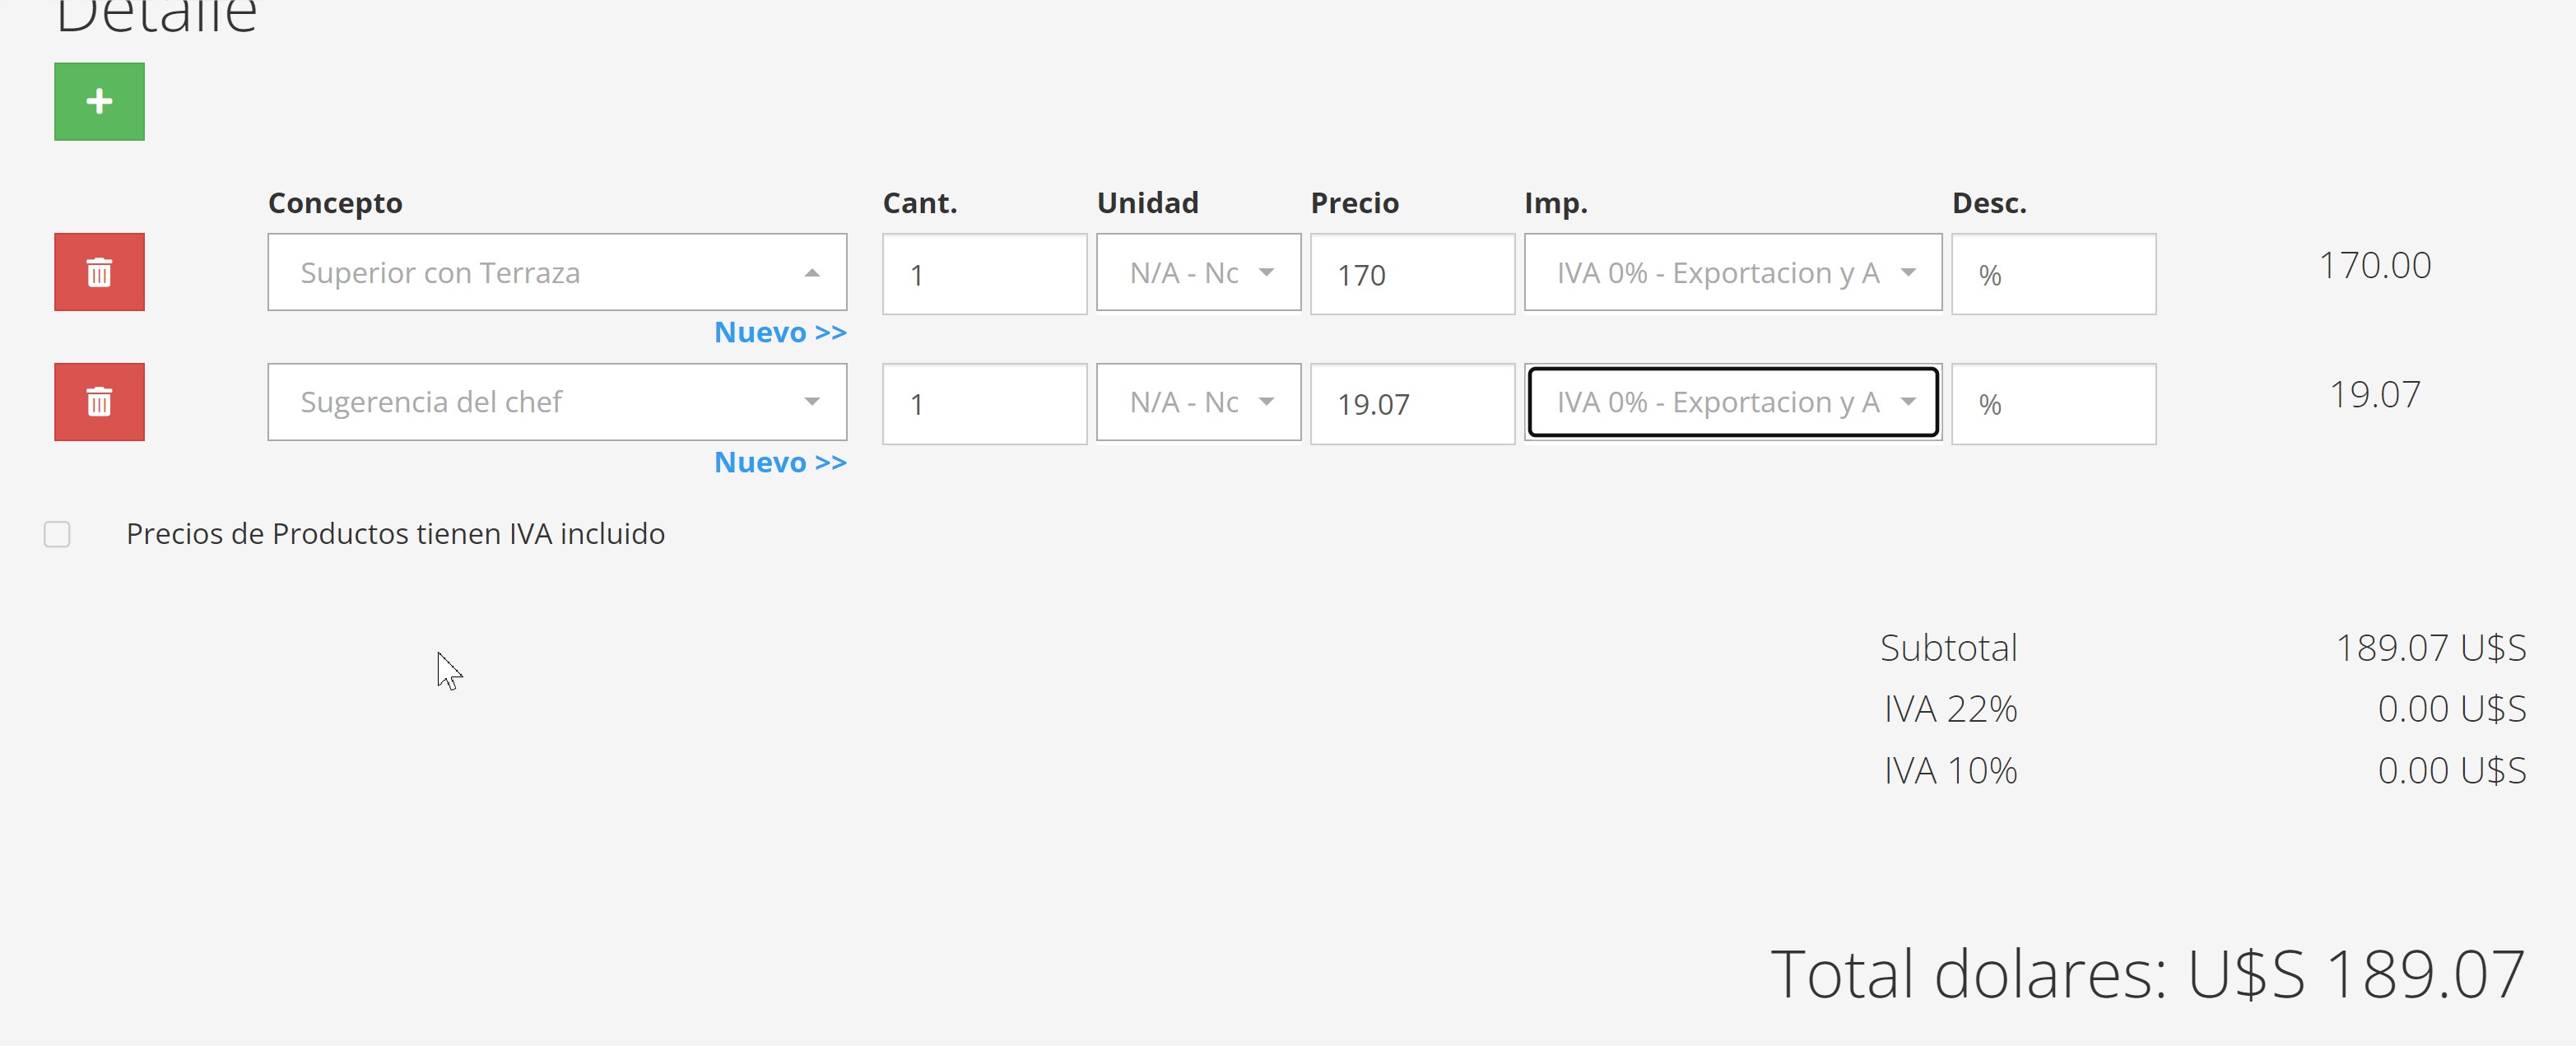 Detalle
+
Concepto Cant. Unidad Precio Imp. Desc.
Superior con Terraza 1 N/A - Nc 170 IVA 0% - Exportacion y A % 170.00
Nuevo >>
Sugerencia del chef 1 N/A - Nc 19.07 IVA 0% - Exportacion y A % 19.07
Nuevo >>
Precios de Productos tienen IVA incluido
Subtotal 189.07 U$S
IVA 22% 0.00 U$S
IVA 10% 0.00 U$S
Total dolares: U$S 189.07